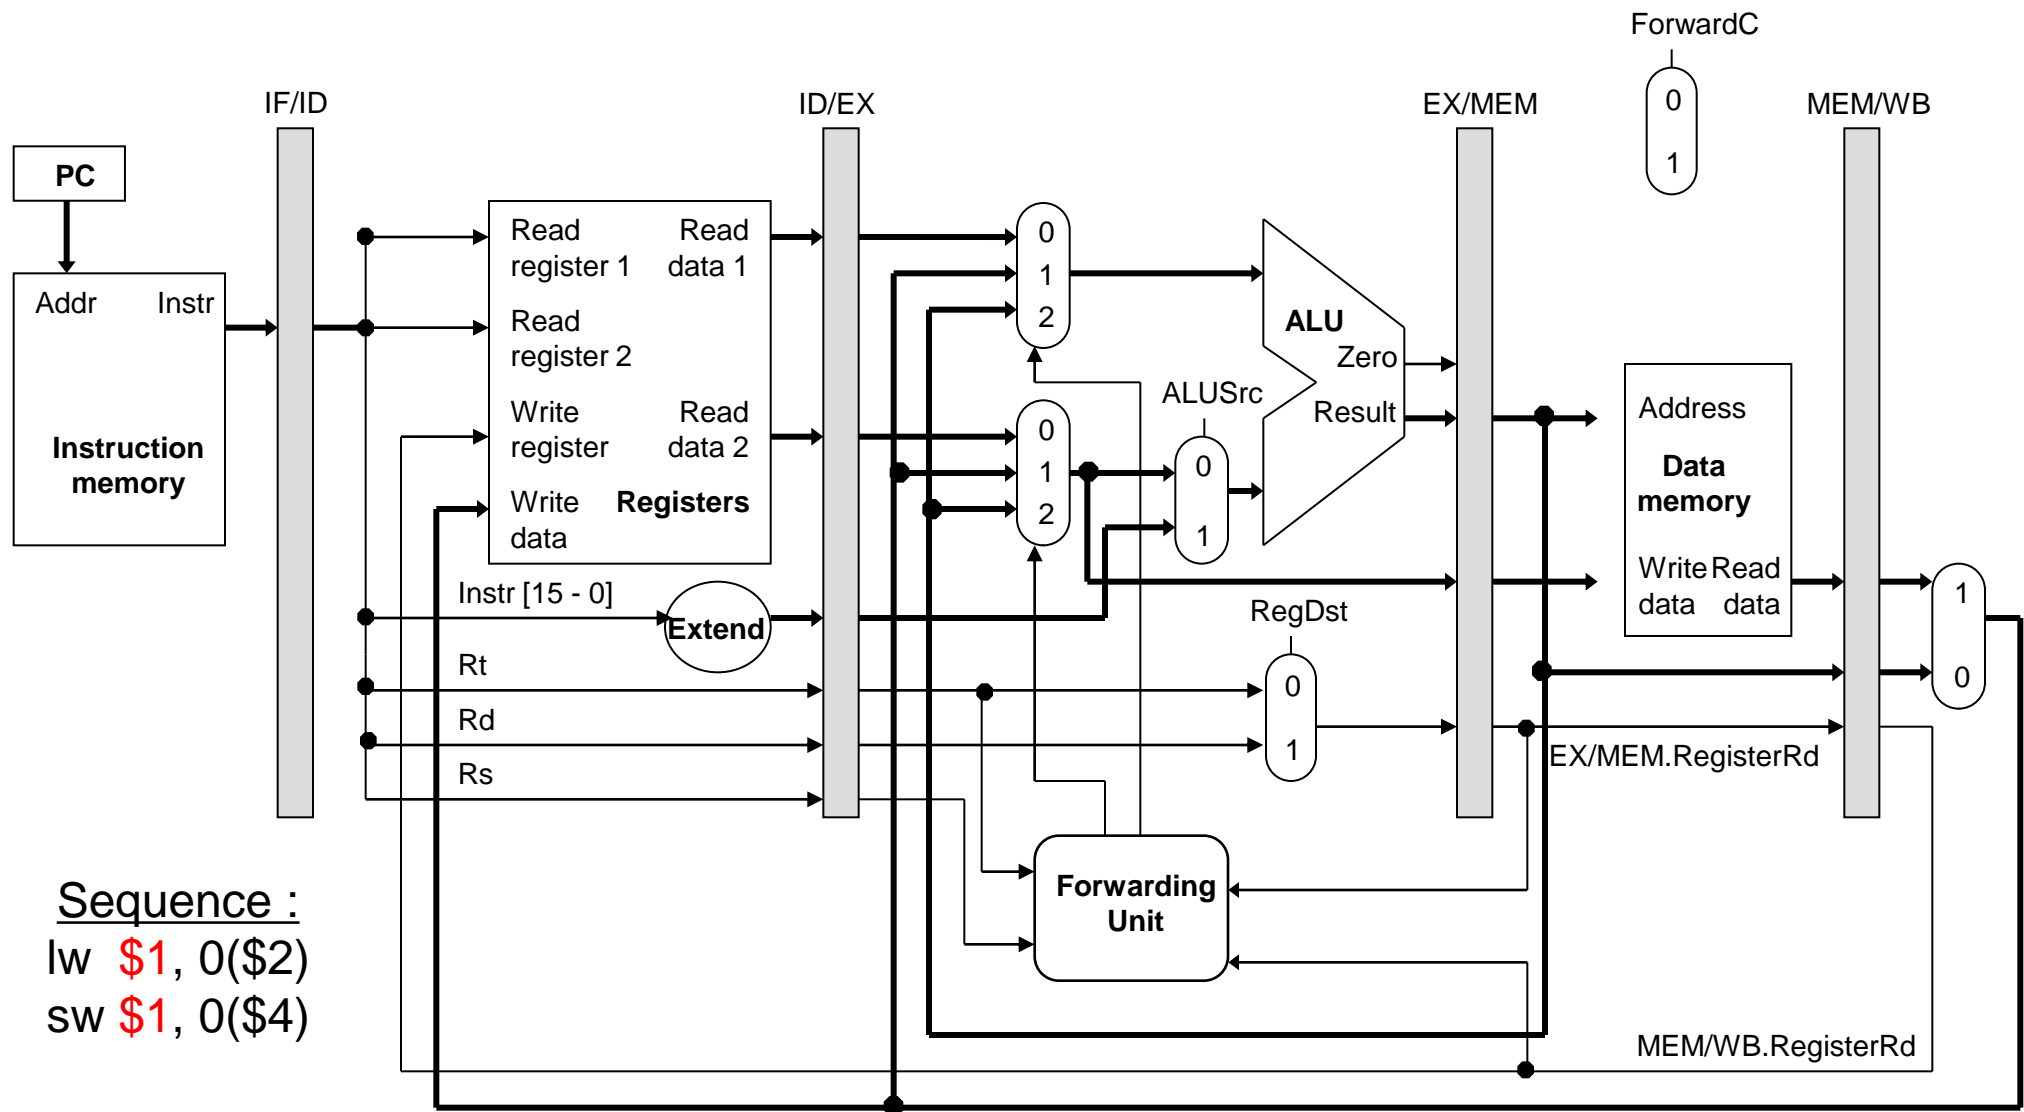 ForwardC
0
1
IF/ID
ID/EX
EX/MEM
MEM/WB
PC
Addr Instr
Instruction
memory
Read
register 1
Read
data 1
Read
register 2
Write
register
Read
data 2
Write
data
Registers
Instr [15 - 0]
Extend
Rt
Rd
Rs
0
1
2
0
1
2
ALUSrc
0
1
ALU
Zero
Result
RegDst
0
1
Address
Data
memory
Write
data
Read
data
1
0
EX/MEM.RegisterRd
Forwarding
Unit
MEM/WB.RegisterRd
Sequence :
lw $1, 0($2)
sw $1, 0($4)